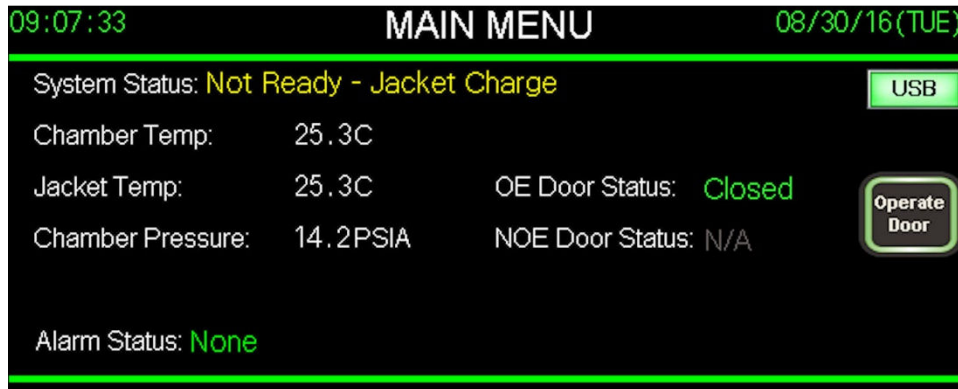 09:07:33 MAIN MENU 08/30/16(TUE)
System Status: Not Ready - Jacket Charge USB
Chamber Temp: 25.3C
Jacket Temp: 25.3C OE Door Status: Closed
Operate
Door
Chamber Pressure: 14.2PSIA NOE Door Status: N/A
Alarm Status: None